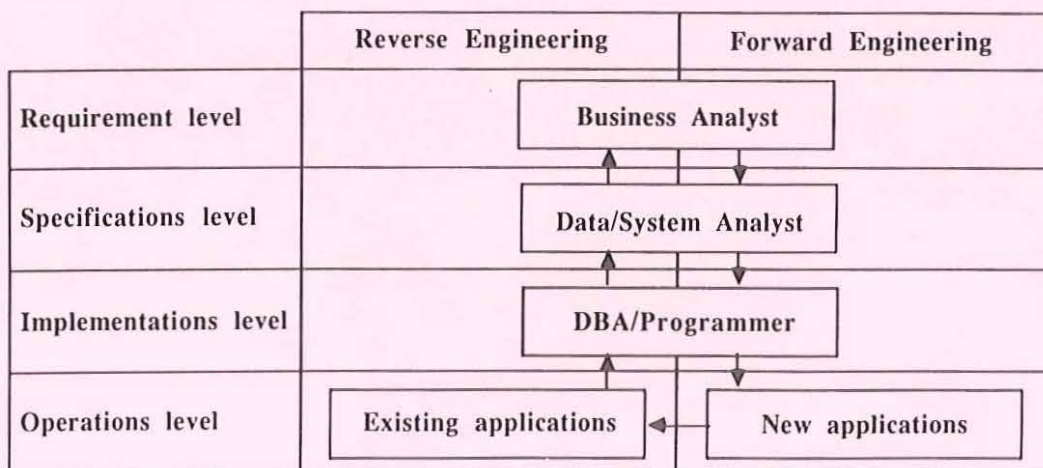 Reverse Engineering
Forward Engineering
Requirement level
Business Analyst
Specifications level
Data/System Analyst
Implementations level
DBA/Programmer
Operations level
Existing applications
New applications